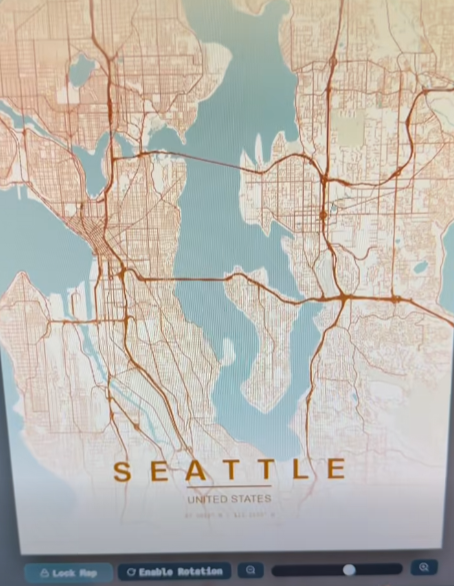 SEATTLE
UNITED STATES
Lock Map
Enable Rotation